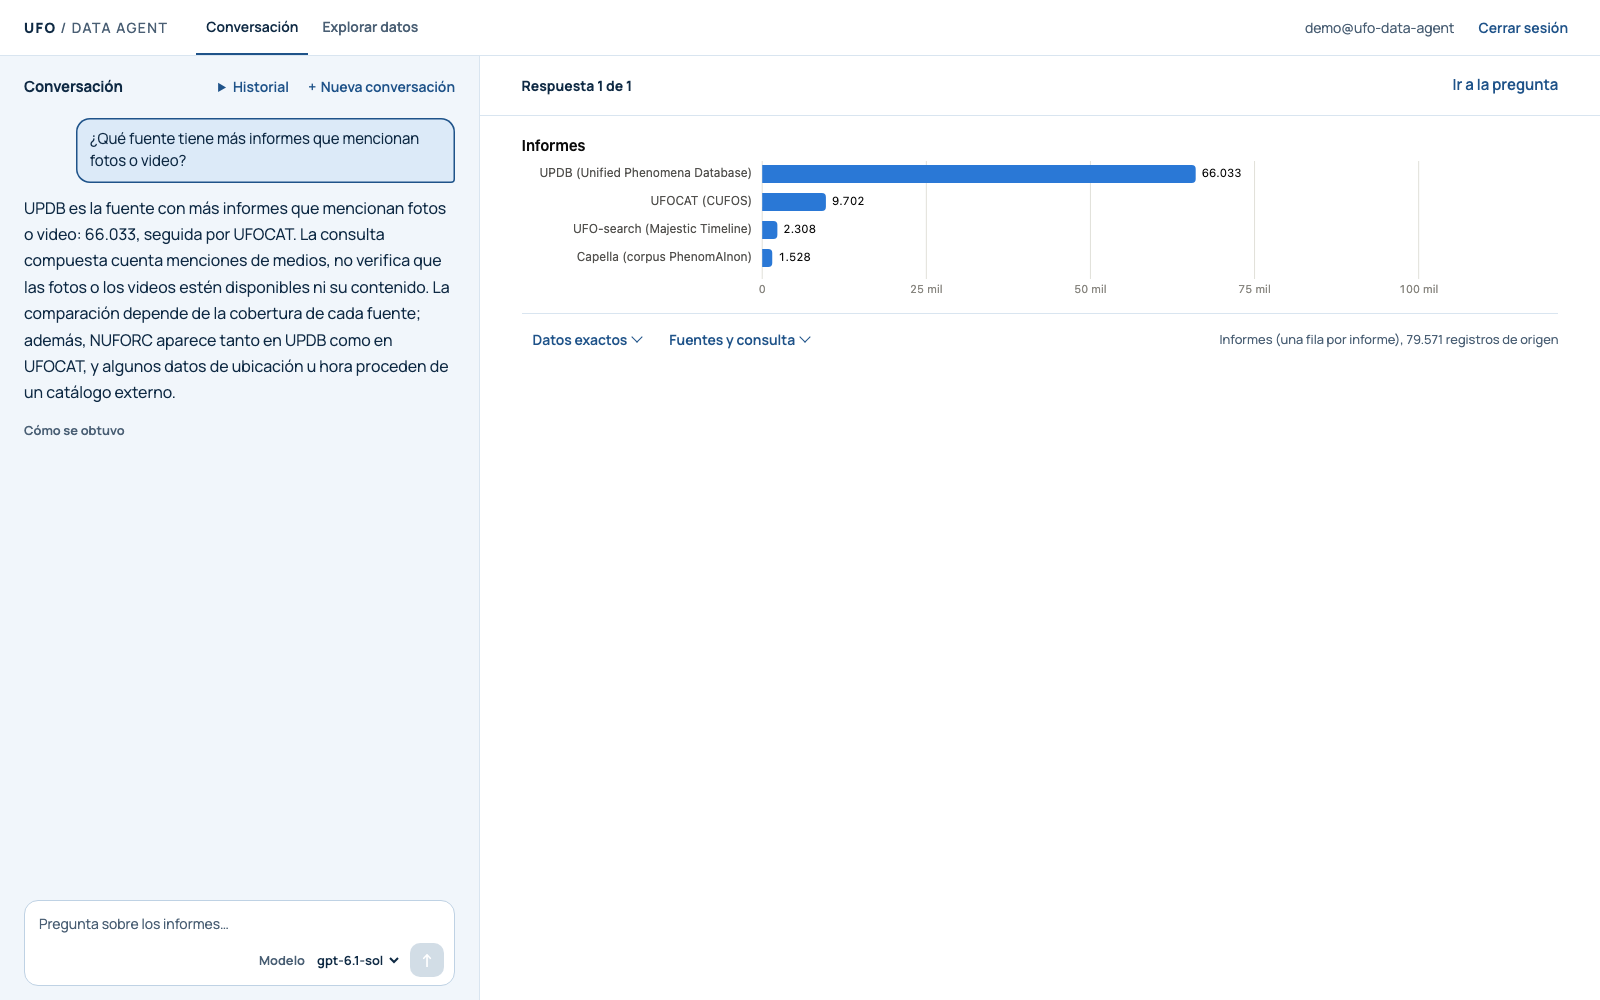 UFO / DATA AGENT
Conversación
Explorar datos
demo@ufo-data-agent
Cerrar sesión
Conversación
▶ Historial
+ Nueva conversación
¿Qué fuente tiene más informes que mencionan
fotos o video?
UPDB es la fuente con más informes que mencionan fotos
o video: 66.033, seguida por UFOCAT. La consulta
compuesta cuenta menciones de medios, no verifica que
las fotos o los videos estén disponibles ni su contenido. La
comparación depende de la cobertura de cada fuente;
además, NUFORC aparece tanto en UPDB como en
UFOCAT, y algunos datos de ubicación u hora proceden de
un catálogo externo.
Cómo se obtuvo
Pregunta sobre los informes…
Modelo gpt-6.1-sol
Respuesta 1 de 1
Ir a la pregunta
Informes
UPDB (Unified Phenomena Database) 66.033
UFOCAT (CUFOS) 9.702
UFO-search (Majestic Timeline) 2.308
Capella (corpus PhenomAInon) 1.528
0 25 mil 50 mil 75 mil 100 mil
Datos exactos
Fuentes y consulta
Informes (una fila por informe), 79.571 registros de origen